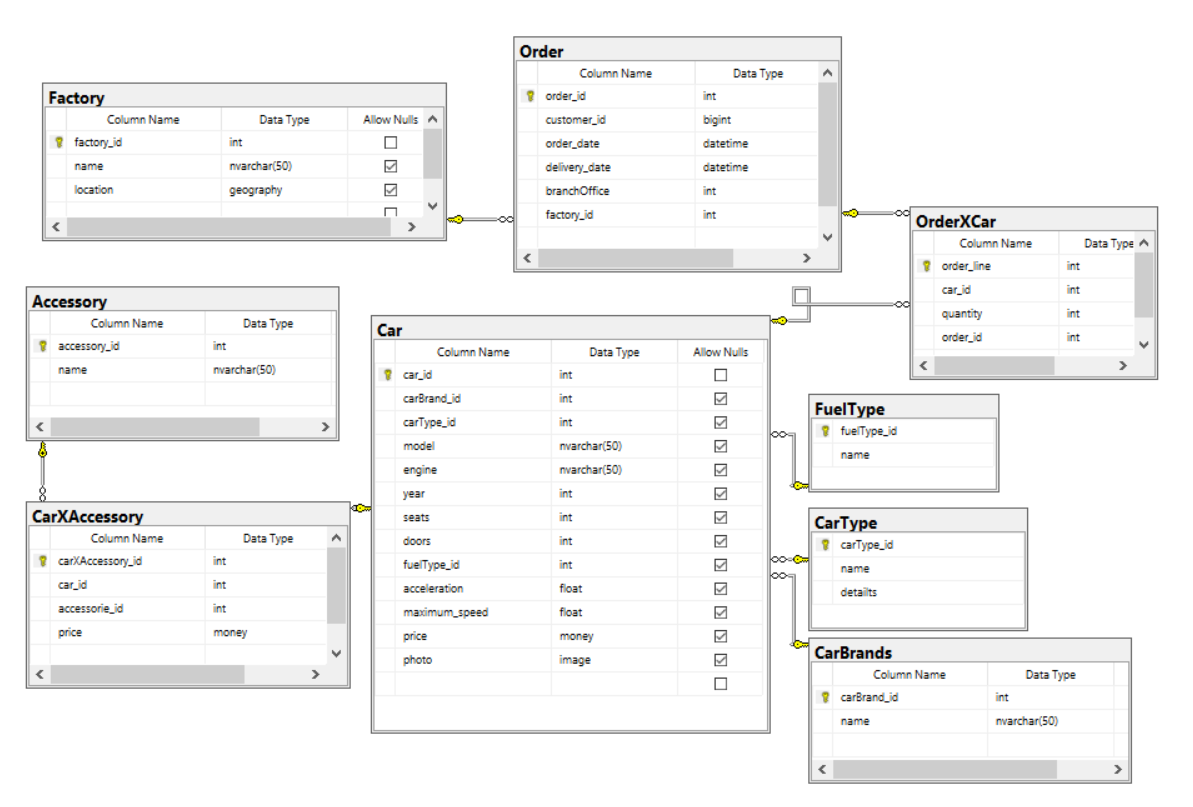 Order
Column Name Data Type
order_id int
customer_id bigint
order_date datetime
delivery_date datetime
branchOffice int
factory_id int
Factory
Column Name Data Type Allow Nulls
factory_id int
name nvarchar(50)
location geography
OrderXCar
Column Name Data Type
order_line int
car_id int
quantity int
order_id int
Accessory
Column Name Data Type
accessory_id int
name nvarchar(50)
Car
Column Name Data Type Allow Nulls
car_id int
carBrand_id int
carType_id int
model nvarchar(50)
engine nvarchar(50)
year int
seats int
doors int
fuelType_id int
acceleration float
maximum_speed float
price money
photo image
FuelType
fuelType_id
name
CarXAccessory
Column Name Data Type
carXAccessory_id int
car_id int
accessorie_id int
price money
CarType
carType_id
name
detailts
CarBrands
Column Name Data Type
carBrand_id int
name nvarchar(50)